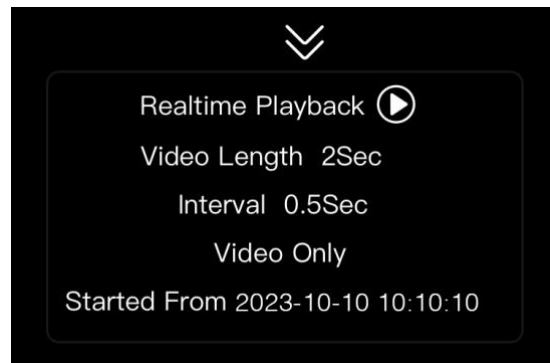 Realtime Playback
Video Length 2Sec
Interval 0.5Sec
Video Only
Started From 2023-10-10 10:10:10